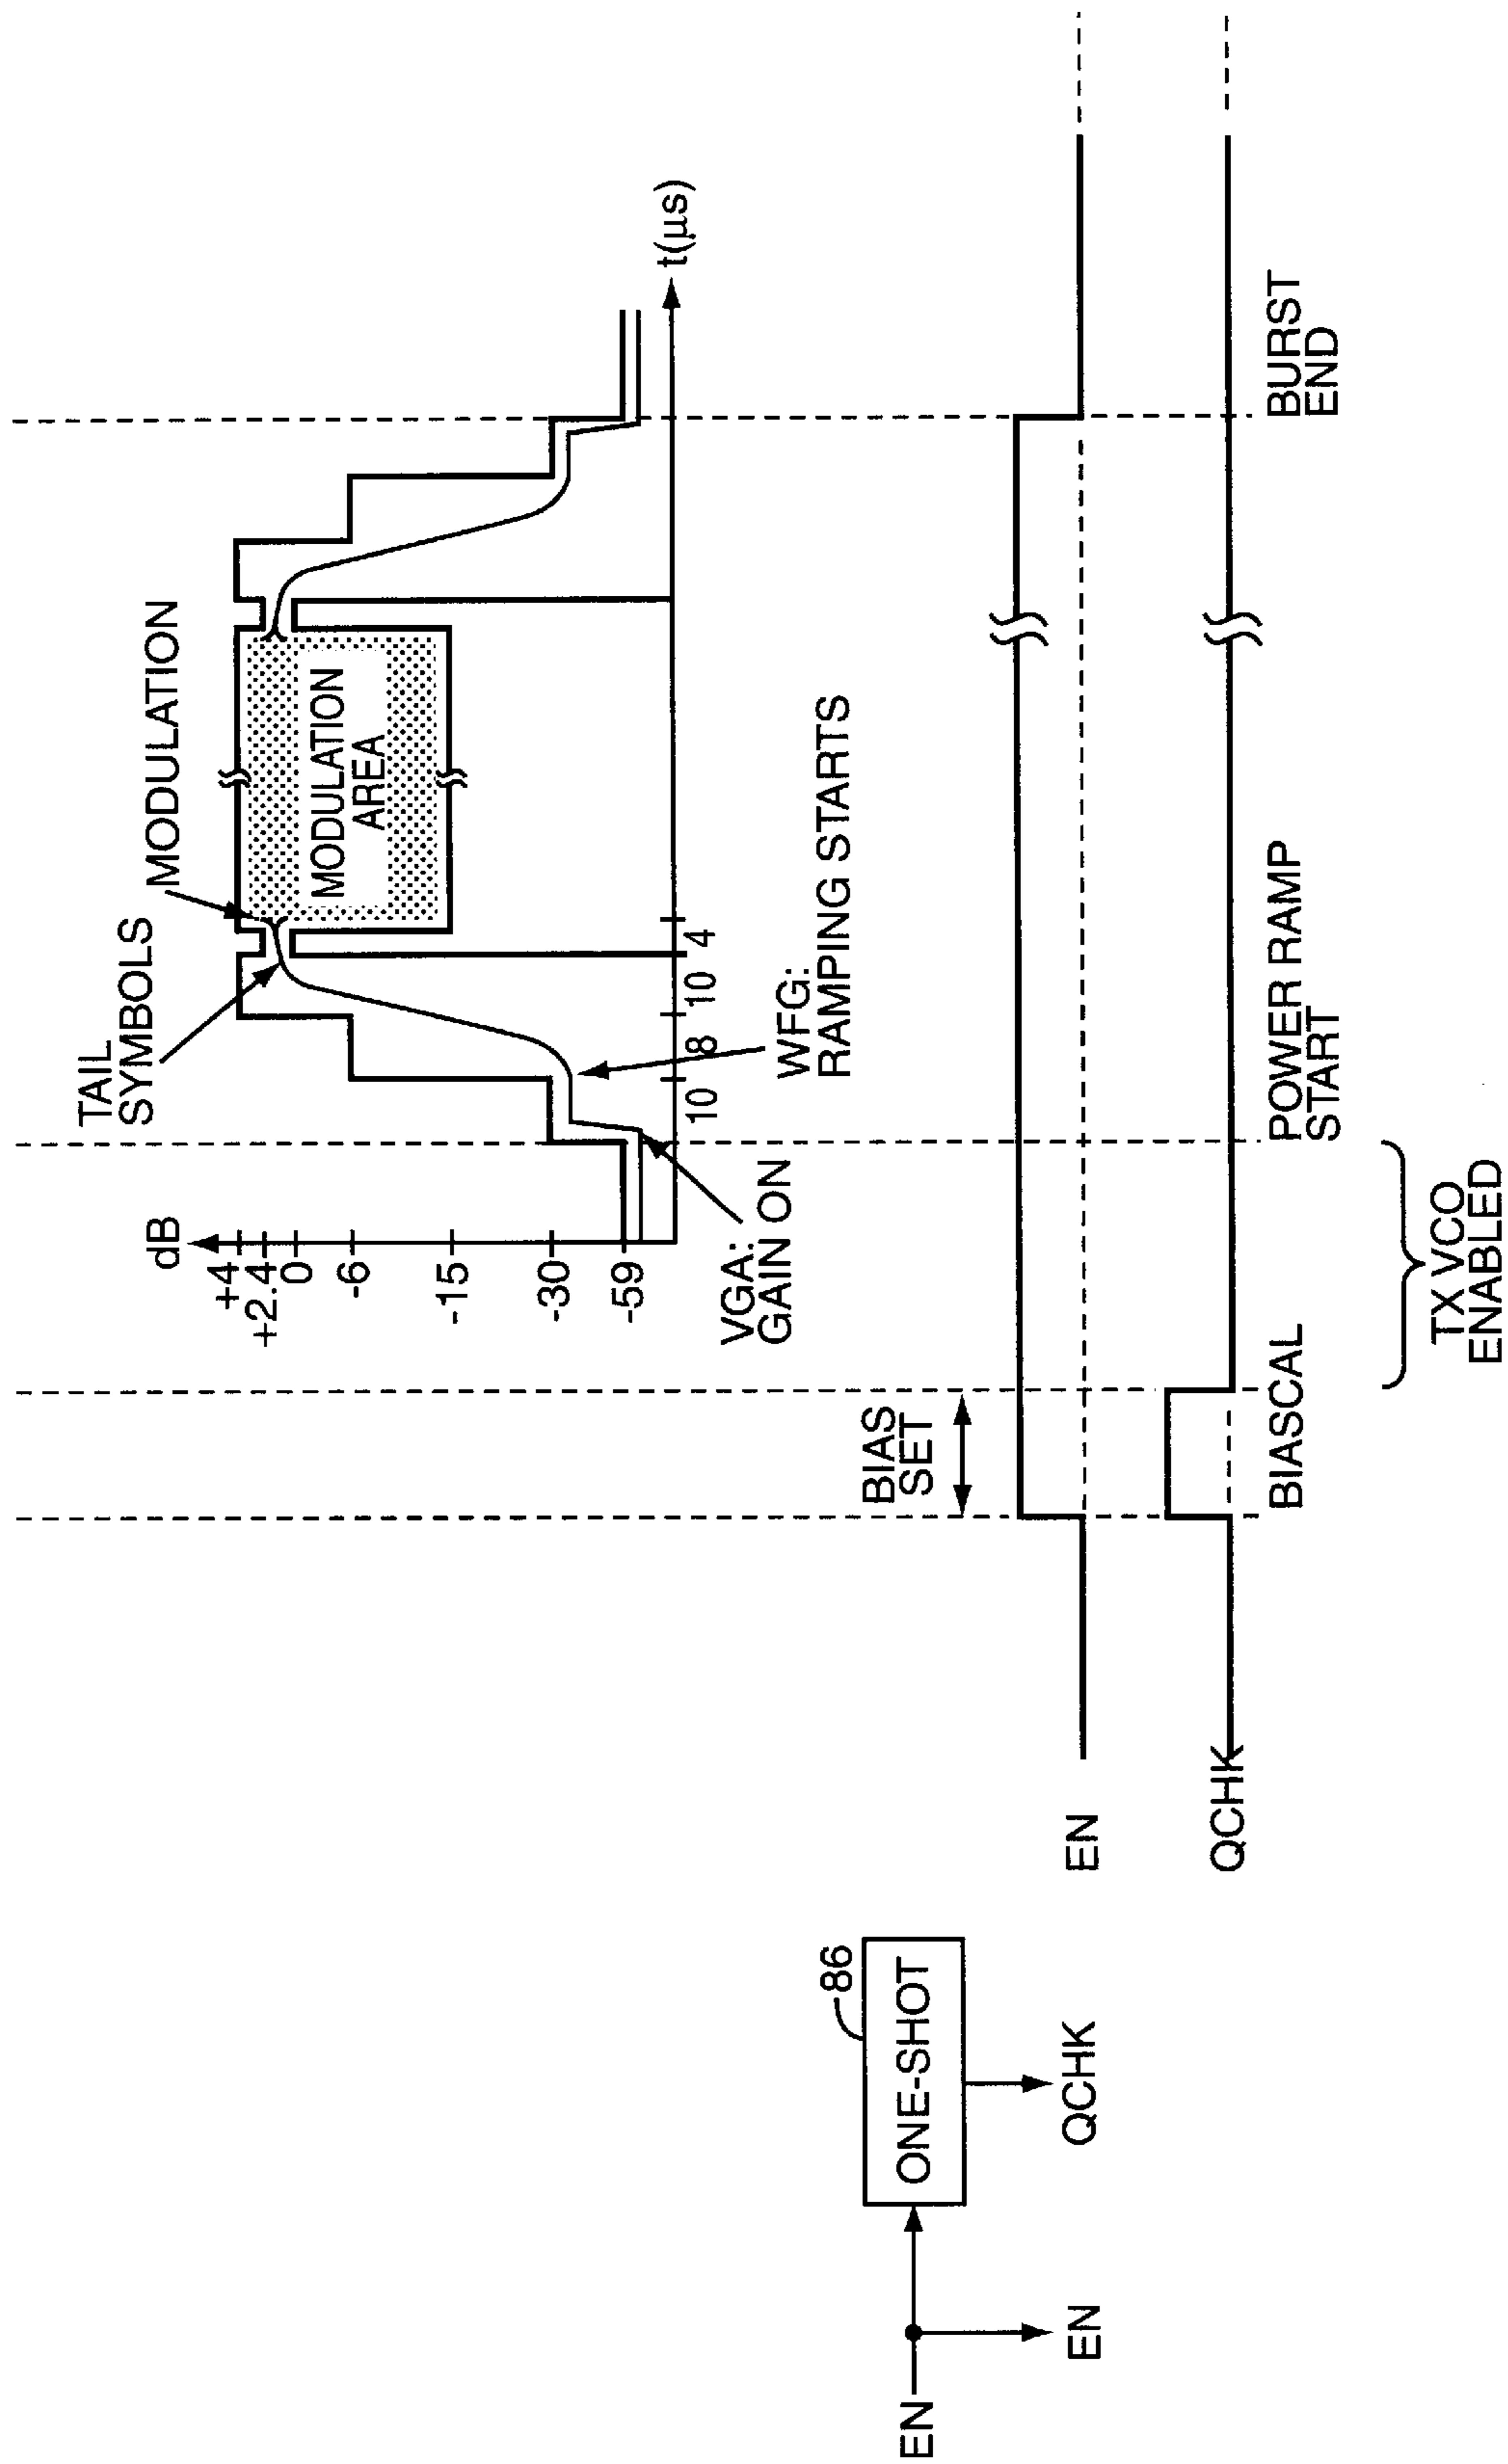 TAIL
SYMBOLS
MODULATION
dB
+4
+2.4
0
-6
-15
-30
-59
MODULATION
AREA
10
8
10
4
t(μs)
VGA:
GAIN ON
WFG:
RAMPING STARTS
BIAS
SET
86
ONE-SHOT
EN
EN
QCHK
EN
QCHK
BIASCAL
POWER RAMP
START
BURST
END
TX VCO
ENABLED